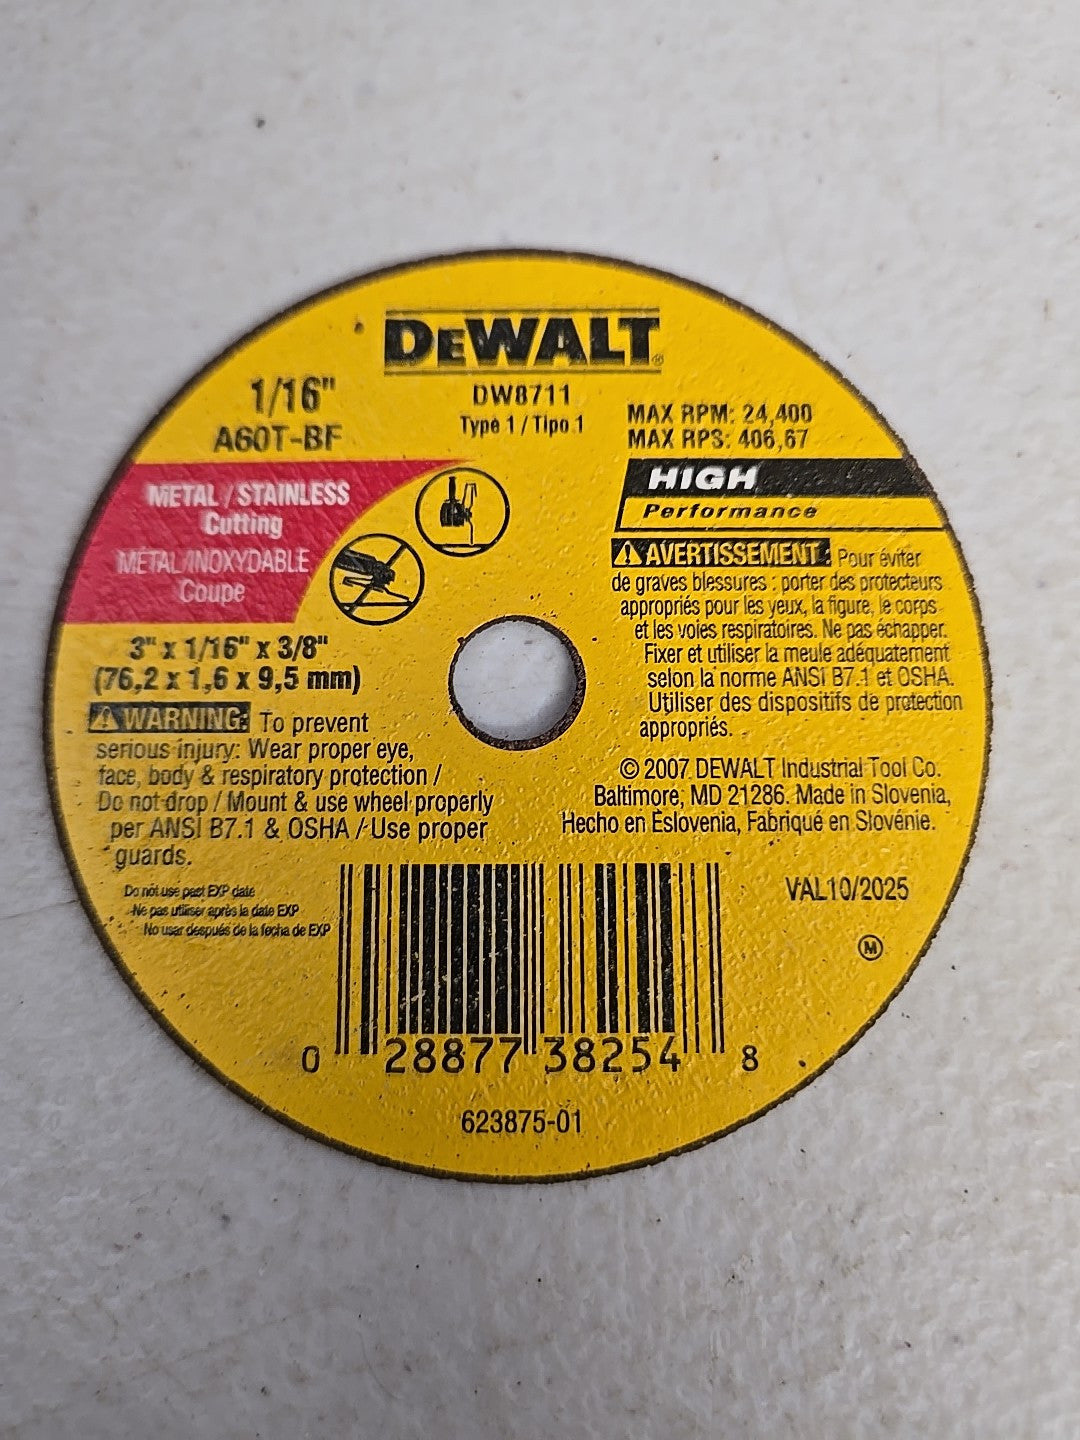 DEWALT®
1/16"
A60T-BF
DW8711
Type 1 / Tipo 1
MAX RPM: 24,400
MAX RPS: 406,67
METAL / STAINLESS
Cutting
MÉTAL/INOXYDABLE
Coupe
HIGH
Performance
3" x 1/16" x 3/8"
(76,2 x 1,6 x 9,5 mm)
WARNING: To prevent
serious injury: Wear proper eye,
face, body & respiratory protection /
Do not drop / Mount & use wheel properly
per ANSI B7.1 & OSHA / Use proper
guards.
Do not use past EXP date
Ne pas utiliser après la date EXP
No usar después de la fecha de EXP
AVERTISSEMENT : Pour éviter
de graves blessures : porter des protecteurs
appropriés pour les yeux, la figure, le corps
et les voies respiratoires. Ne pas échapper.
Fixer et utiliser la meule adéquatement
selon la norme ANSI B7.1 et OSHA.
Utiliser des dispositifs de protection
appropriés.
© 2007 DEWALT Industrial Tool Co.
Baltimore, MD 21286. Made in Slovenia,
Hecho en Eslovenia, Fabriqué en Slovénie.
VAL10/2025
M
0 28877 38254 8
623875-01